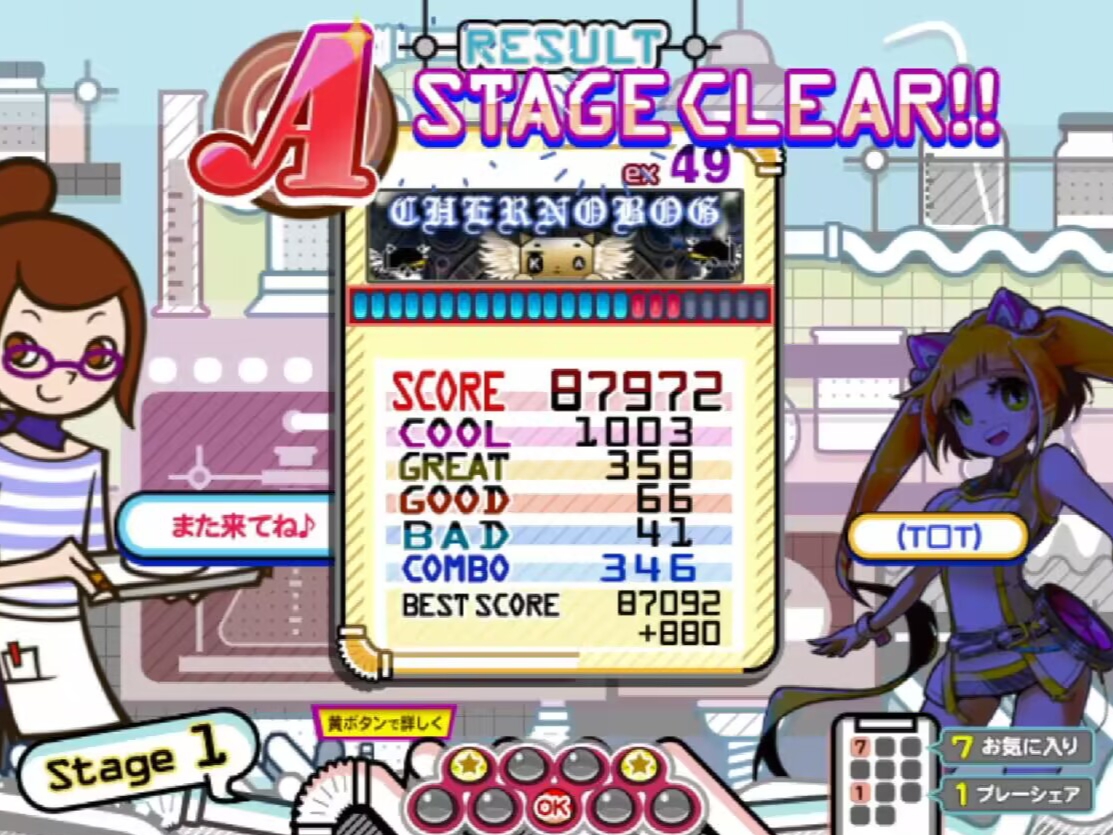 RESULT
A STAGE CLEAR!!
ex 49
CHERNOBOG
K A
SCORE 87972
COOL 1003
GREAT 358
GOOD 66
BAD 41
COMBO 346
BEST SCORE 87092
+880
また来てね♪
(T□T)
Stage 1
黄ボタンで詳しく
OK
7 7 お気に入り
1 1 プレーシェア